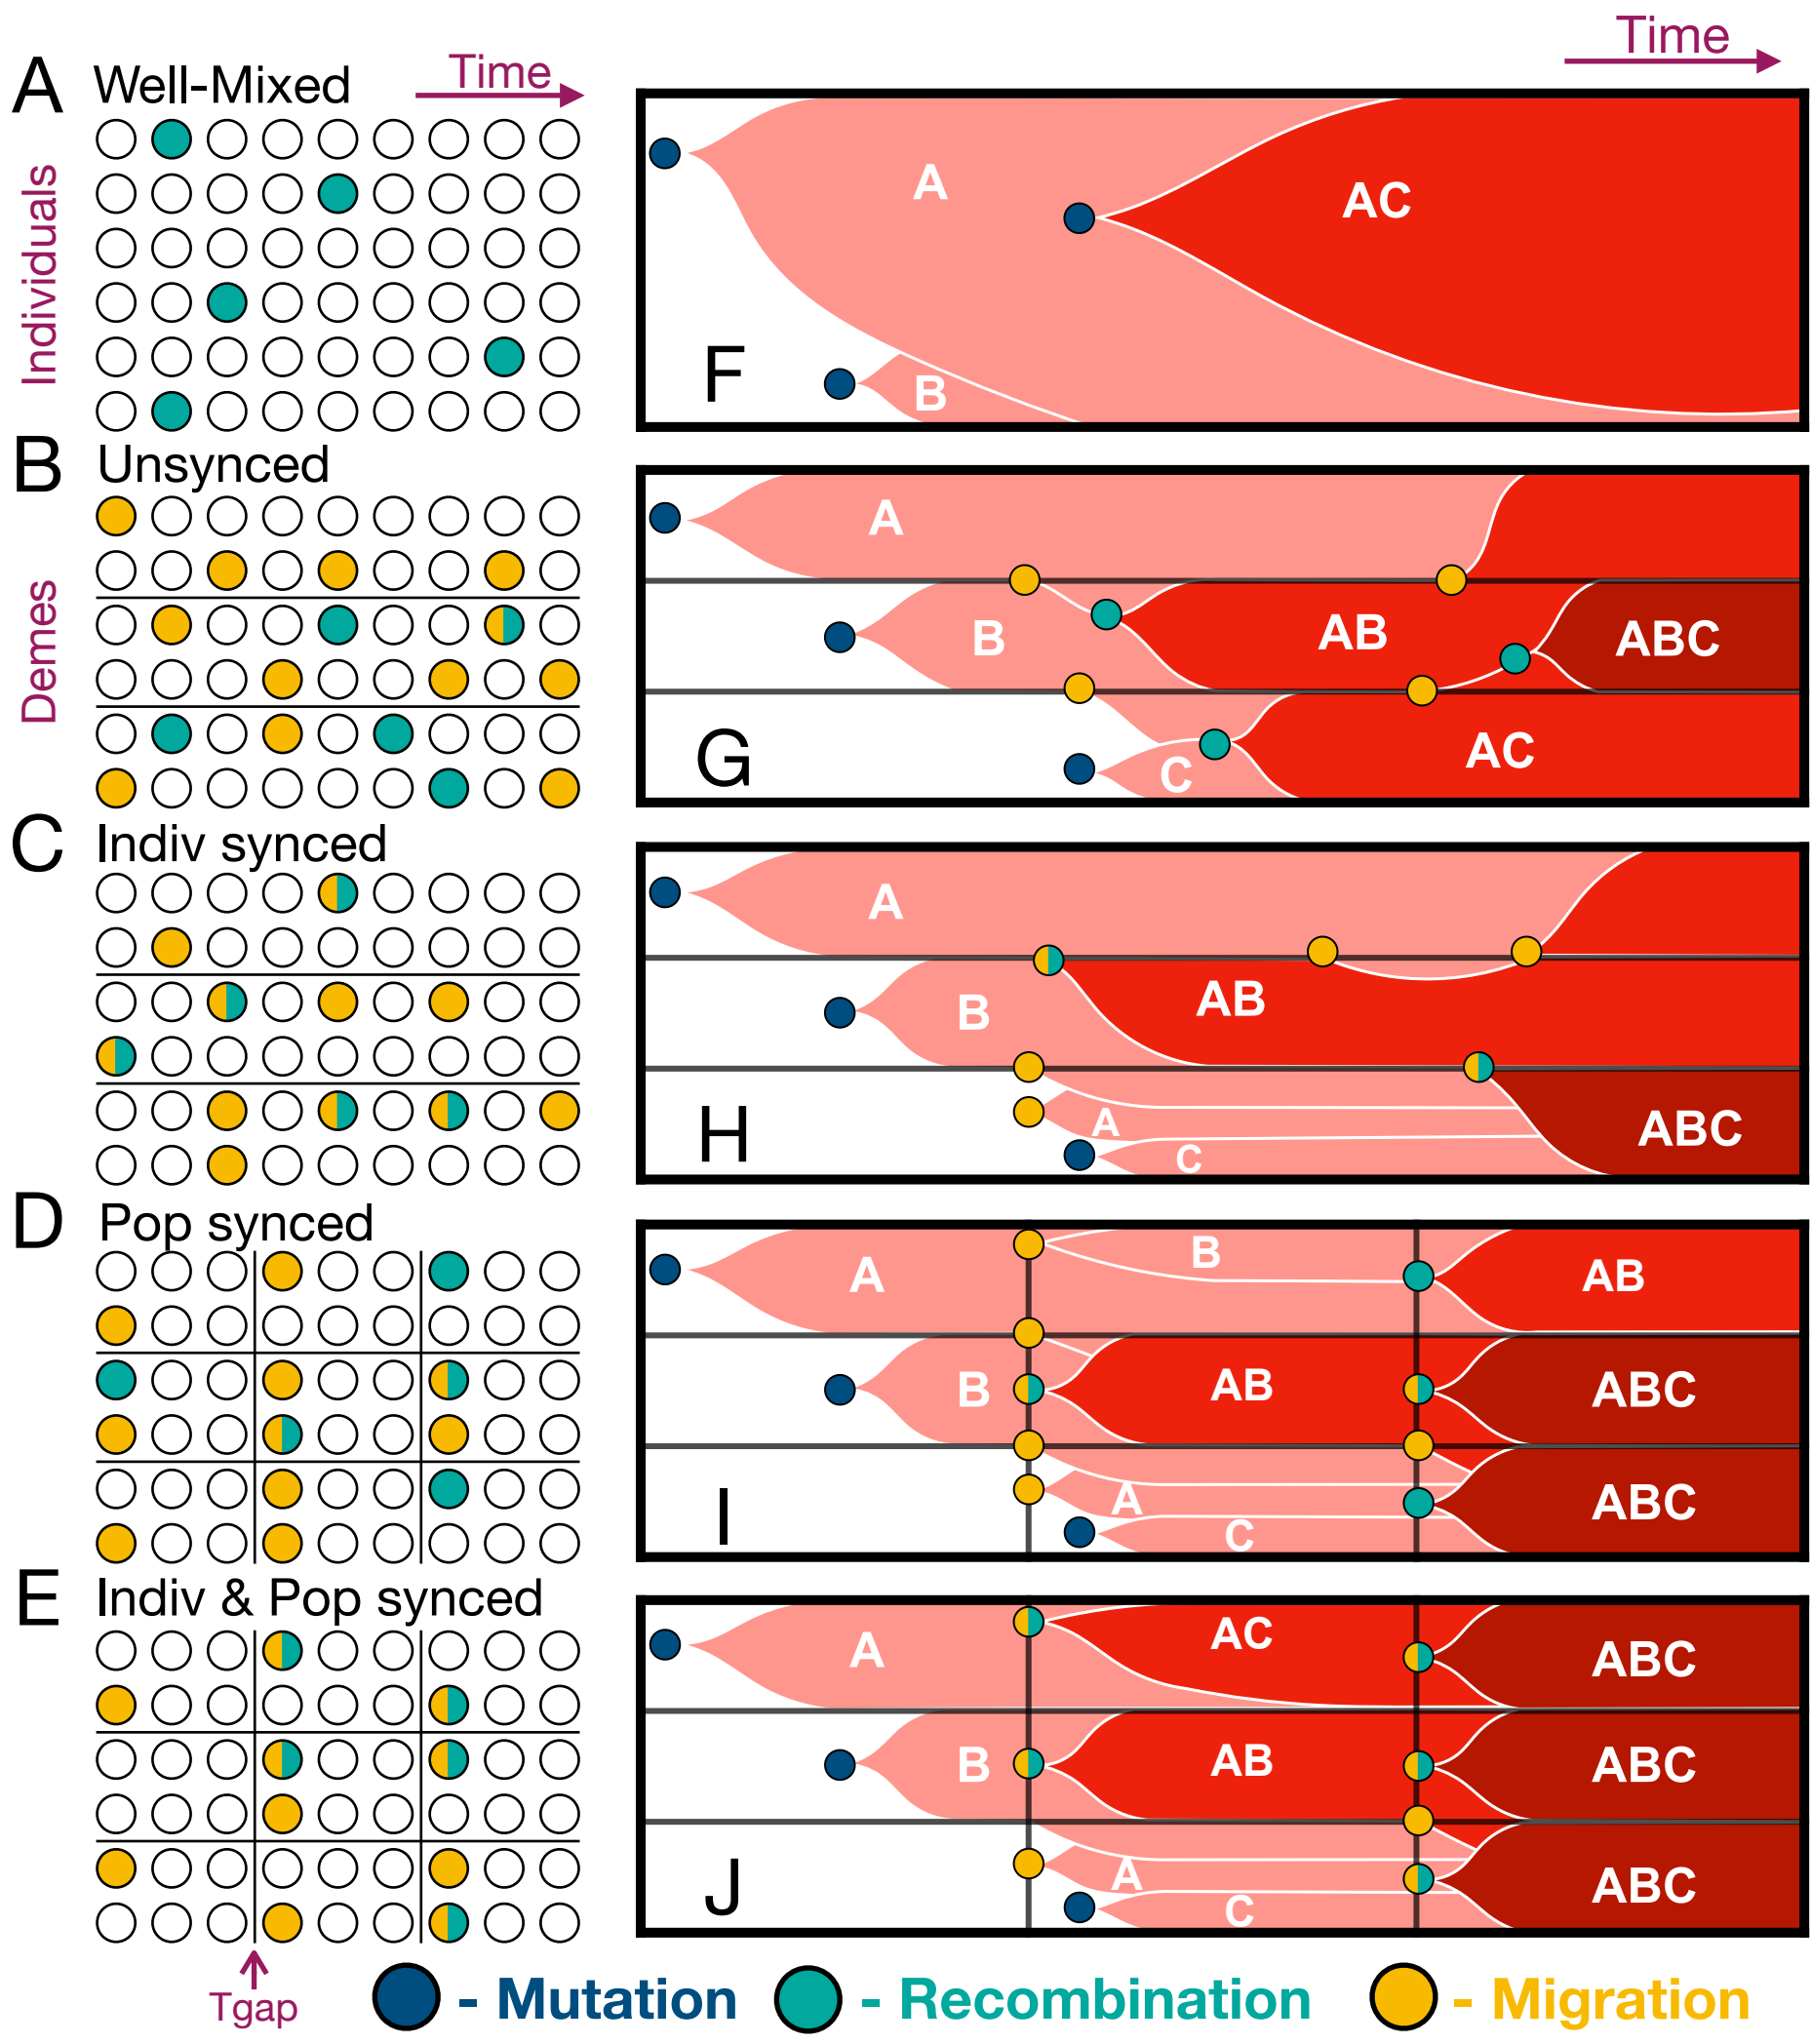 Time
A Well-Mixed Time
Individuals
A
AC
F
B
B Unsynced
Demes
A
B
AB
ABC
G
C
AC
C Indiv synced
A
B
AB
H
A
C
ABC
D Pop synced
A
B
AB
B
AB
ABC
I
A
C
ABC
E Indiv & Pop synced
A
AC
ABC
B
AB
ABC
J
A
C
ABC
Tgap
- Mutation - Recombination - Migration